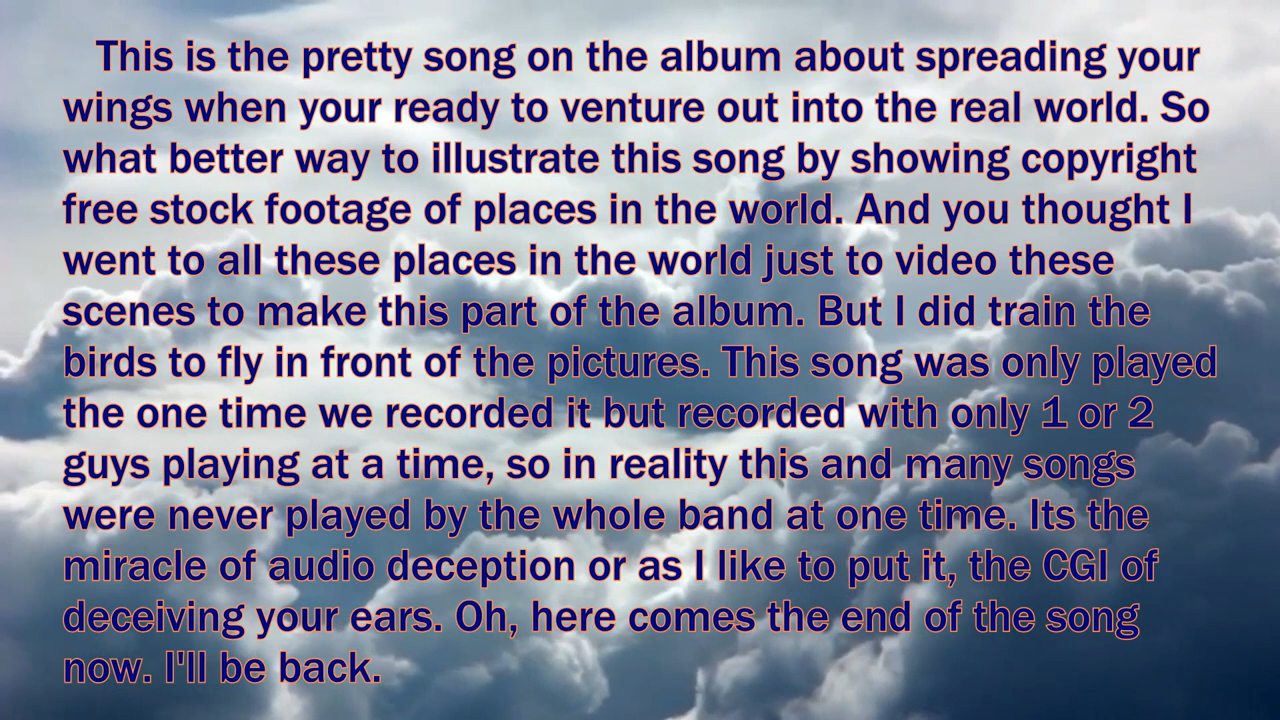 This is the pretty song on the album about spreading your
wings when your ready to venture out into the real world. So
what better way to illustrate this song by showing copyright
free stock footage of places in the world. And you thought I
went to all these places in the world just to video these
scenes to make this part of the album. But I did train the
birds to fly in front of the pictures. This song was only played
the one time we recorded it but recorded with only 1 or 2
guys playing at a time, so in reality this and many songs
were never played by the whole band at one time. Its the
miracle of audio deception or as I like to put it, the CGI of
deceiving your ears. Oh, here comes the end of the song
now. I'll be back.